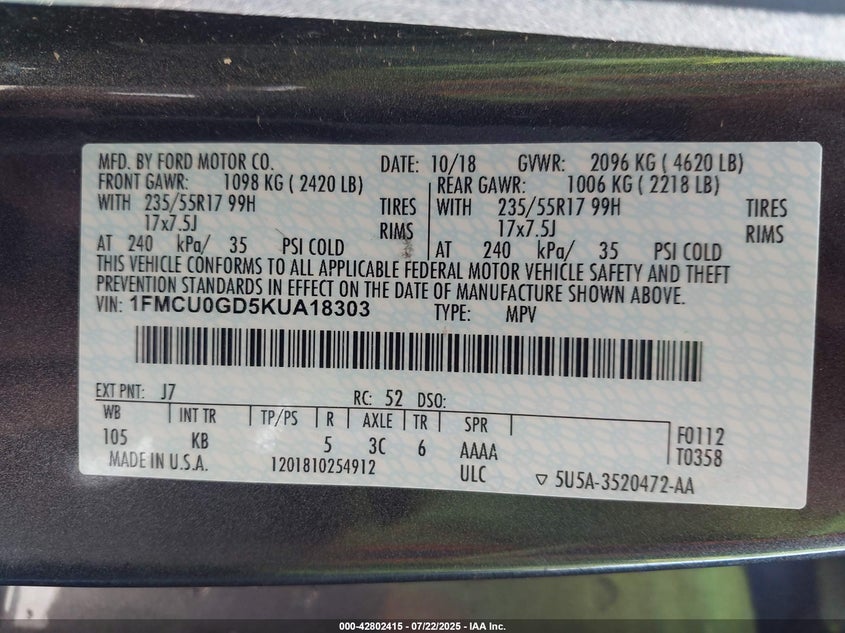 MFD. BY FORD MOTOR CO. DATE: 10/18 GVWR: 2096 KG ( 4620 LB)
FRONT GAWR: 1098 KG ( 2420 LB) REAR GAWR: 1006 KG ( 2218 LB)
WITH 235/55R17 99H TIRES WITH 235/55R17 99H TIRES
17x7.5J RIMS 17x7.5J RIMS
AT 240 kPa/ 35 PSI COLD AT 240 kPa/ 35 PSI COLD
THIS VEHICLE CONFORMS TO ALL APPLICABLE FEDERAL MOTOR VEHICLE SAFETY AND THEFT
PREVENTION STANDARDS IN EFFECT ON THE DATE OF MANUFACTURE SHOWN ABOVE.
VIN: 1FMCU0GD5KUA18303 TYPE: MPV
EXT PNT: J7 RC: 52 DSO:
WB INT TR TP/PS R AXLE TR SPR
105 KB 5 3C 6 AAAA F0112
MADE IN U.S.A. 1201810254912 ULC T0358
▽ 5U5A-3520472-AA
000-42802415 - 07/22/2025 - IAA Inc.